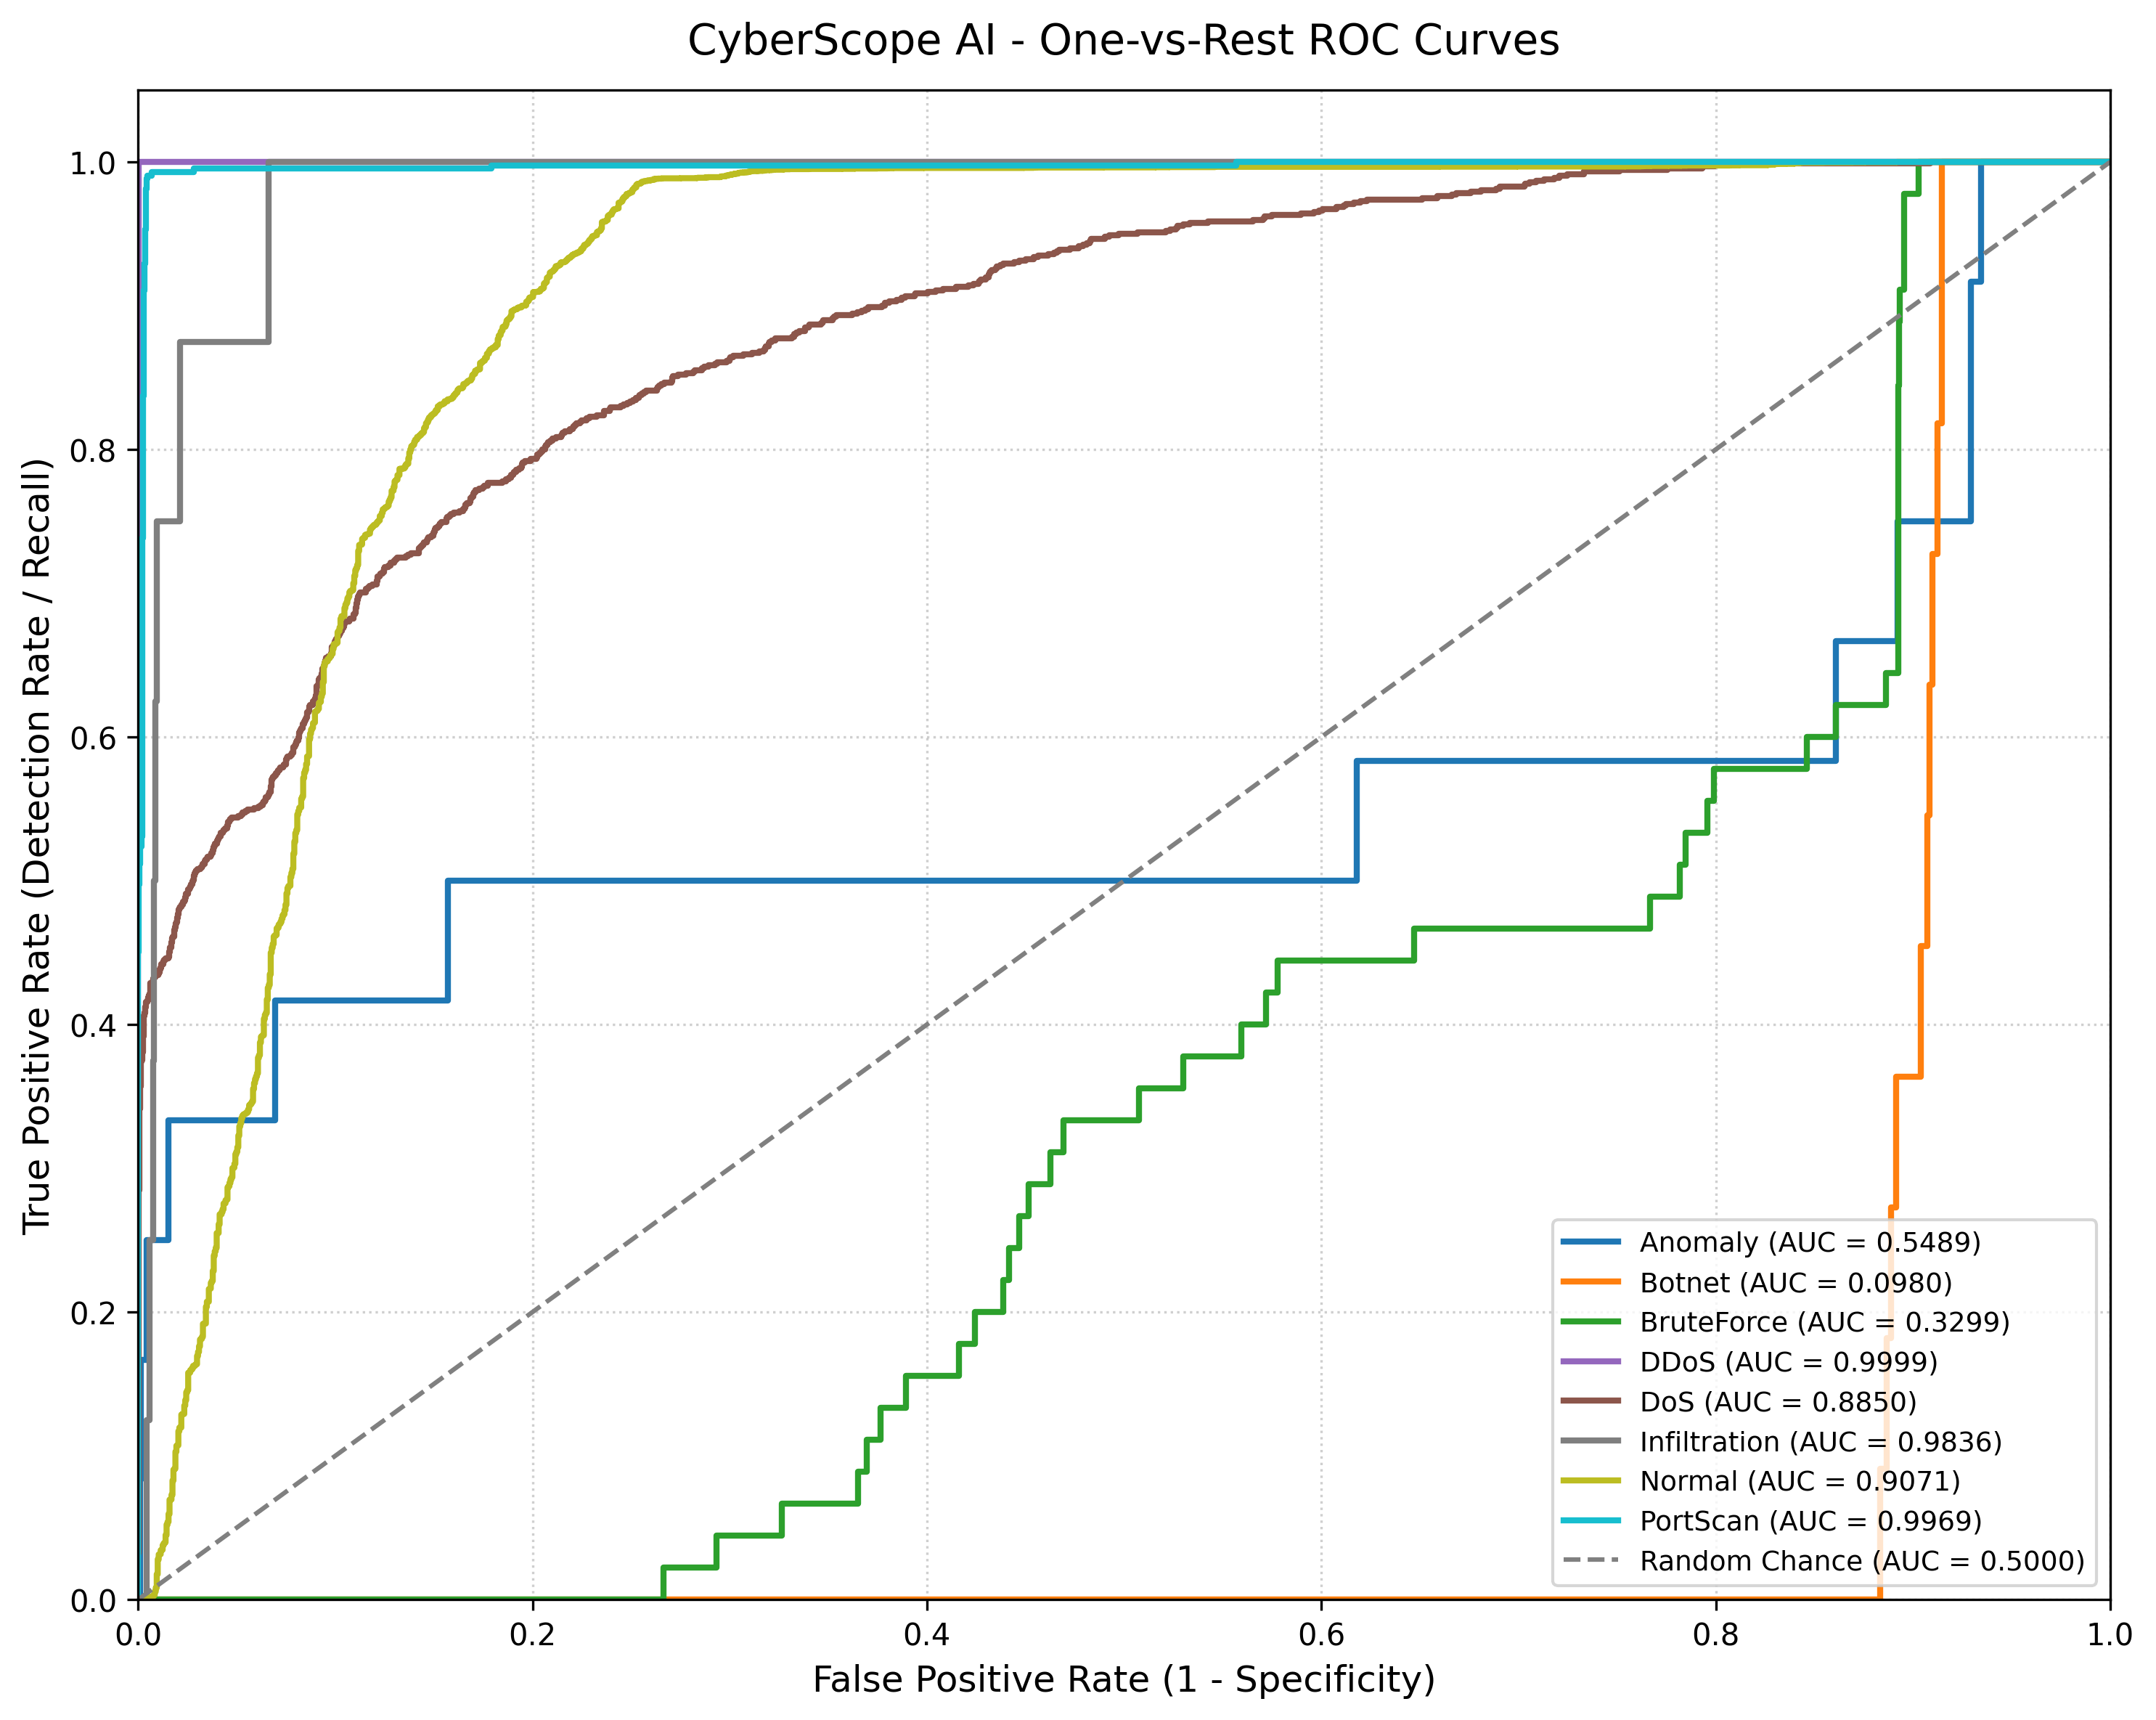 CyberScope AI - One-vs-Rest ROC Curves
True Positive Rate (Detection Rate / Recall)
1.0
0.8
0.6
0.4
0.2
0.0
Anomaly (AUC = 0.5489)
Botnet (AUC = 0.0980)
BruteForce (AUC = 0.3299)
DDoS (AUC = 0.9999)
DoS (AUC = 0.8850)
Infiltration (AUC = 0.9836)
Normal (AUC = 0.9071)
PortScan (AUC = 0.9969)
Random Chance (AUC = 0.5000)
0.0 0.2 0.4 0.6 0.8 1.0
False Positive Rate (1 - Specificity)